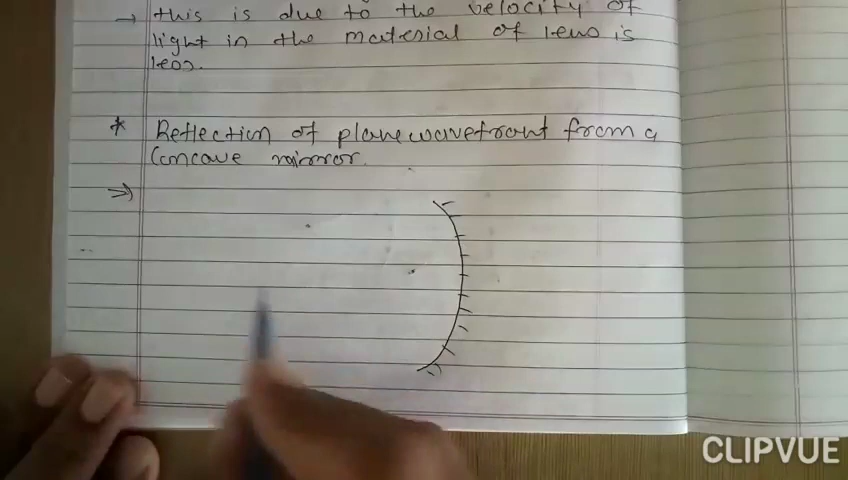 → this is due to the velocity of
light in the material of lens is
less.
* Reflection of plane wavefront from a
Concave mirror.
⇒
CLIPVUE